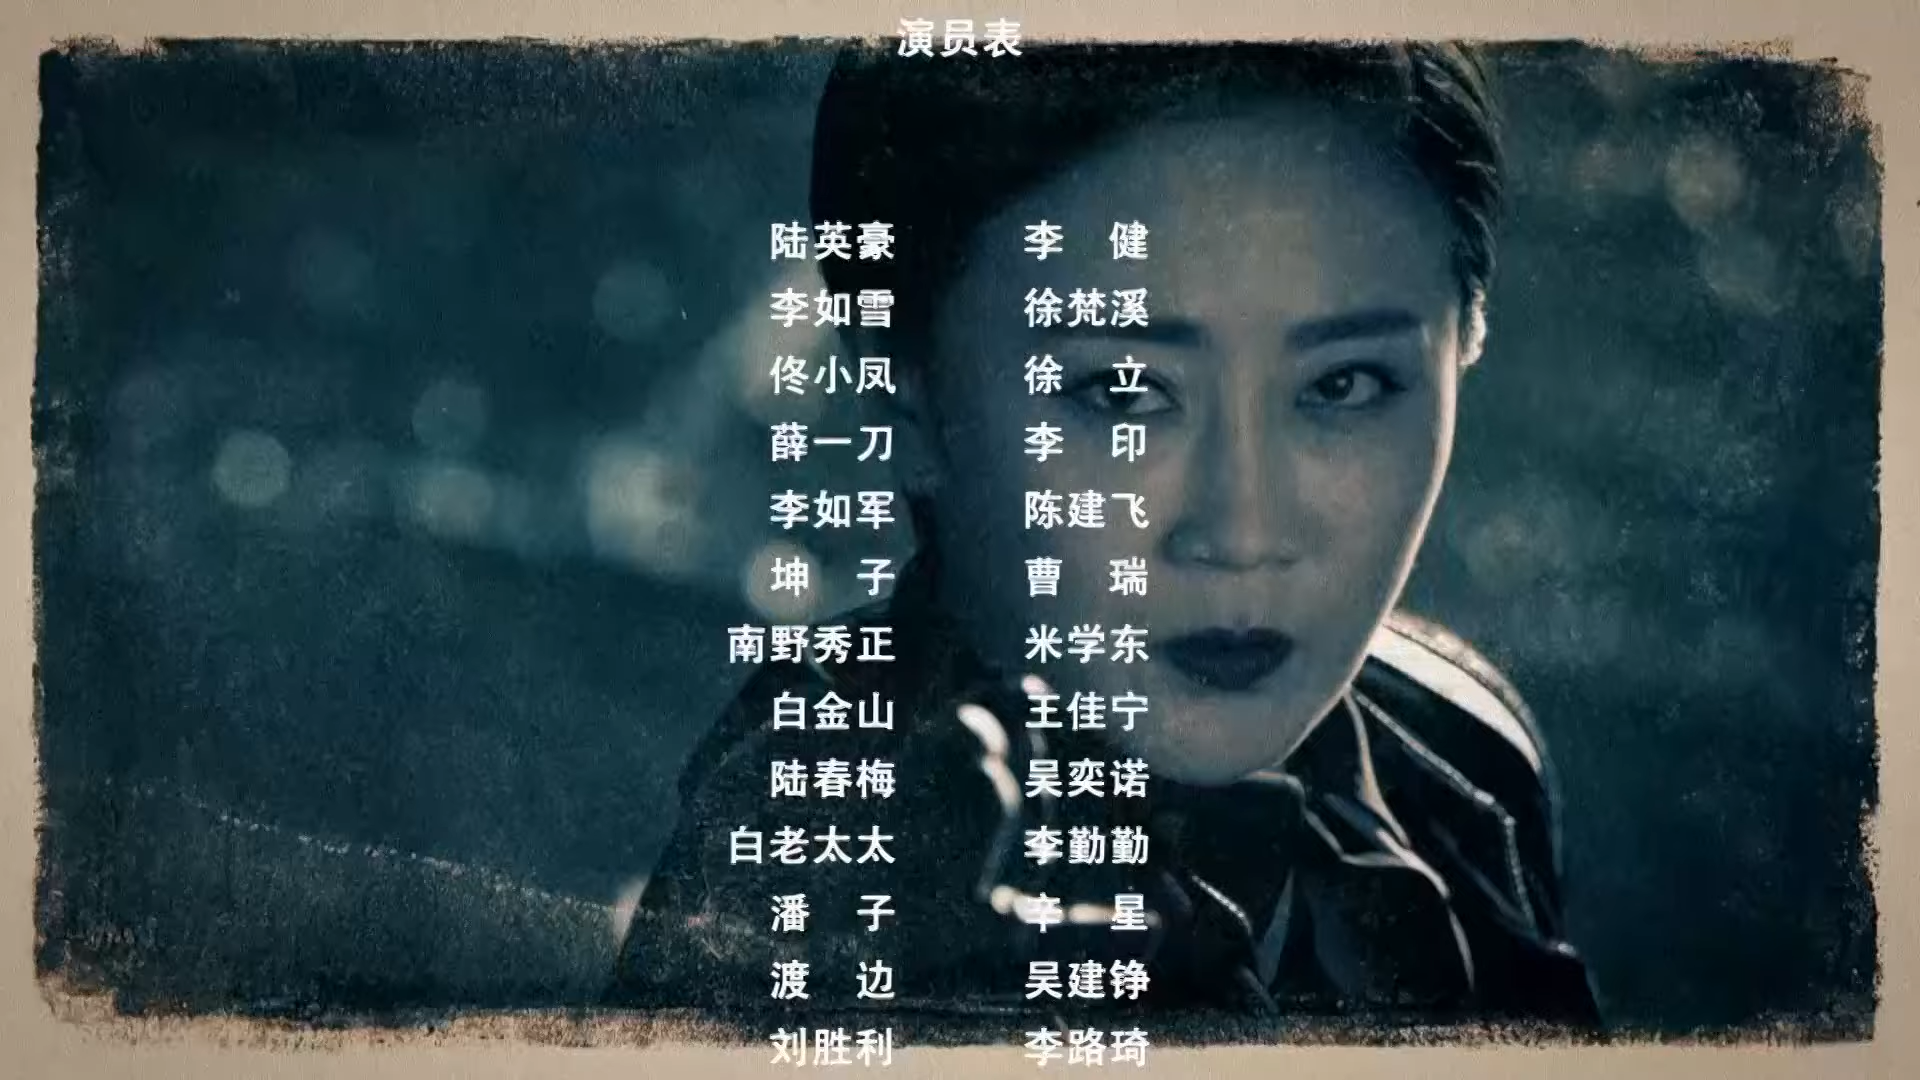 演员表
陆英豪 李健
李如雪 徐梵溪
佟小凤 徐立
薛一刀 李印
李如军 陈建飞
坤子 曹瑞
南野秀正 米学东
白金山 王佳宁
陆春梅 吴奕诺
白老太太 李勤勤
潘子 辛星
渡边 吴建铮
刘胜利 李路琦